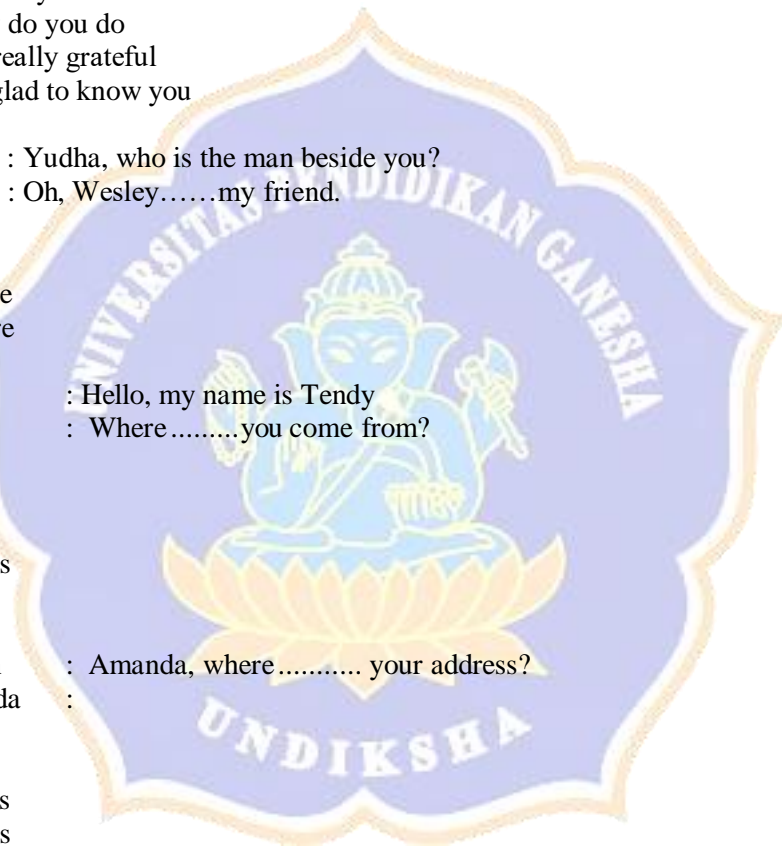 do you do
really grateful
glad to know you
: Yudha, who is the man beside you?
: Oh, Wesley……my friend.
UNIVERSITAS PENDIDIKAN GANESHA
: Hello, my name is Tendy
: Where.........you come from?
: Amanda, where........... your address?
:
UNDIKSHA